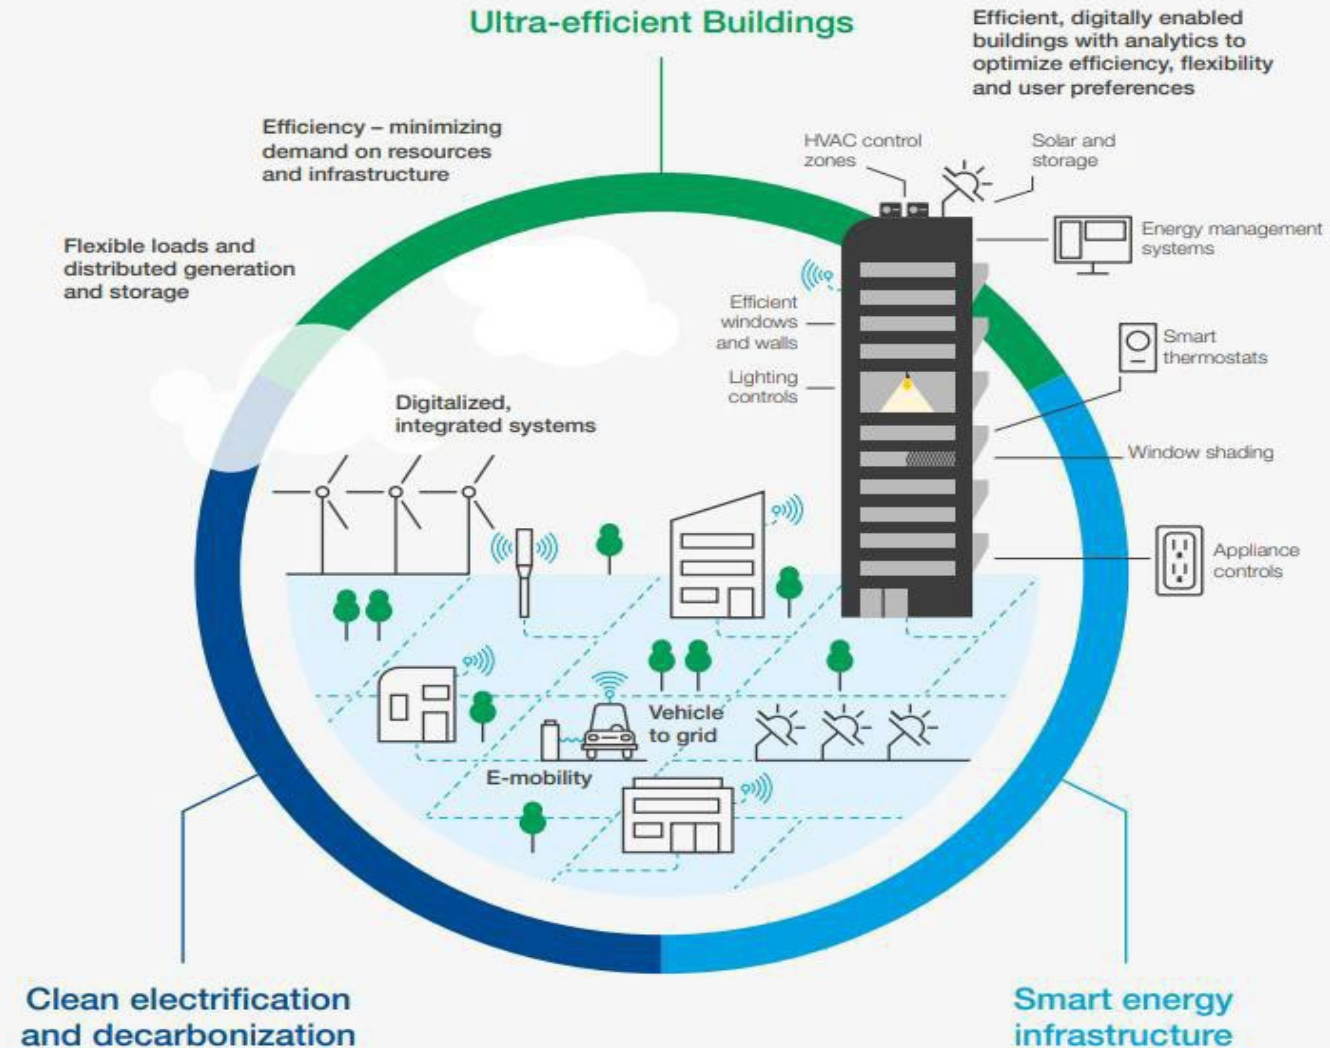 Ultra-efficient Buildings
Efficient, digitally enabled
buildings with analytics to
optimize efficiency, flexibility
and user preferences
Efficiency – minimizing
demand on resources
and infrastructure
HVAC control
zones
Solar and
storage
Flexible loads and
distributed generation
and storage
Energy management
systems
Efficient
windows
and walls
Smart
thermostats
Lighting
controls
Digitalized,
integrated systems
Window shading
Appliance
controls
Vehicle
to grid
E-mobility
Clean electrification
and decarbonization
Smart energy
infrastructure